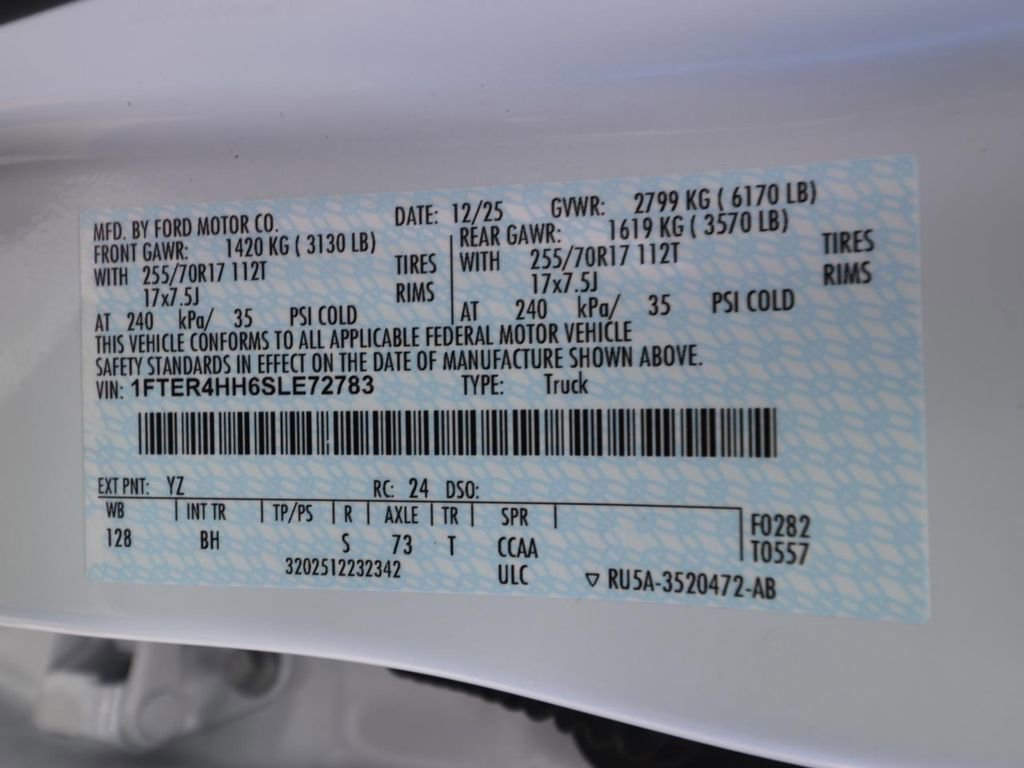 MFD. BY FORD MOTOR CO. DATE: 12/25 GVWR: 2799 KG ( 6170 LB)
FRONT GAWR: 1420 KG ( 3130 LB) REAR GAWR: 1619 KG ( 3570 LB)
WITH 255/70R17 112T TIRES WITH 255/70R17 112T TIRES
17x7.5J RIMS 17x7.5J RIMS
AT 240 kPa/ 35 PSI COLD AT 240 kPa/ 35 PSI COLD
THIS VEHICLE CONFORMS TO ALL APPLICABLE FEDERAL MOTOR VEHICLE
SAFETY STANDARDS IN EFFECT ON THE DATE OF MANUFACTURE SHOWN ABOVE.
VIN: 1FTER4HH6SLE72783 TYPE: Truck
EXT PNT: YZ RC: 24 DSO:
WB INT TR TP/PS R AXLE TR SPR F0282
128 BH S 73 T CCAA T0557
3202512232342 ULC ▽ RU5A-3520472-AB